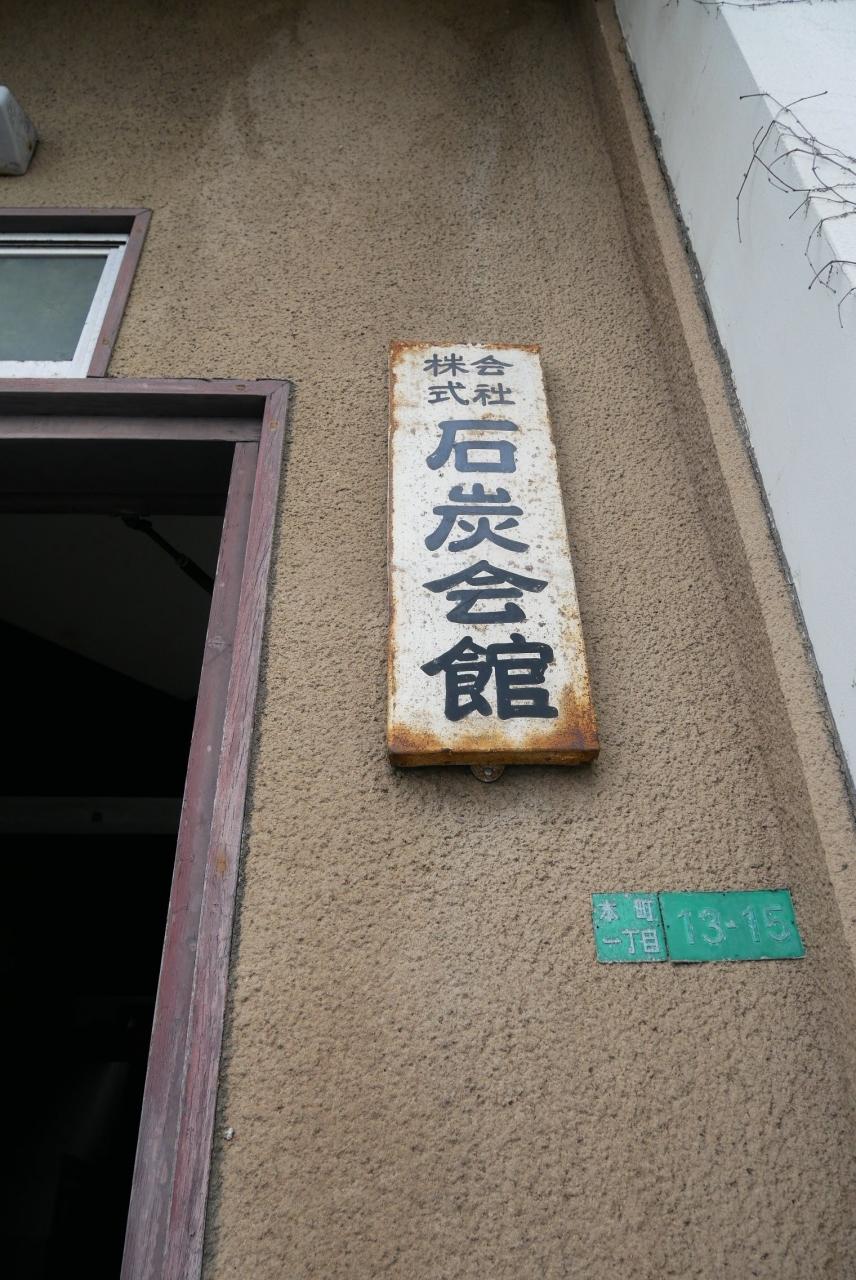 株式会社
石炭会館
本町
一丁目
13-15